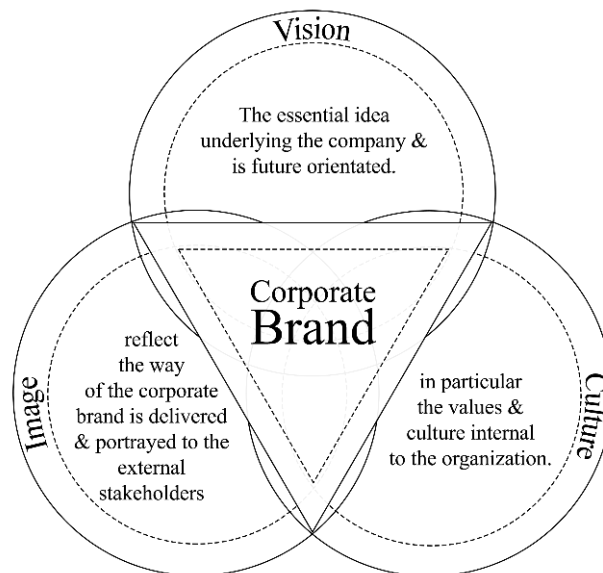 Vision
The essential idea
underlying the company &
is future orientated.
Corporate
Brand
Image
reflect
the way
of the corporate
brand is delivered
& portrayed to the
external
stakeholders
in particular
the values &
culture internal
to the organization.
Culture